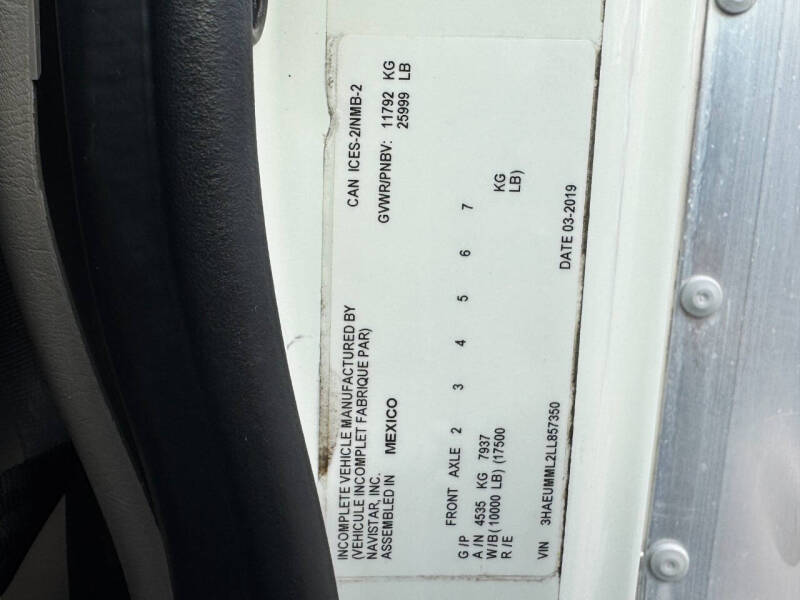 INCOMPLETE VEHICLE MANUFACTURED BY
(VEHICULE INCOMPLET FABRIQUE PAR)
NAVISTAR, INC.
ASSEMBLED IN MEXICO
CAN ICES-2/NMB-2
GVWR/PNBV: 11792 KG
25999 LB
G/P FRONT AXLE 2 3 4 5 6 7
A/N 4535 KG 7937 KG
W/B (10000 LB) (17500 LB)
R/E
VIN 3HAEUMML2LL857350 DATE 03-2019